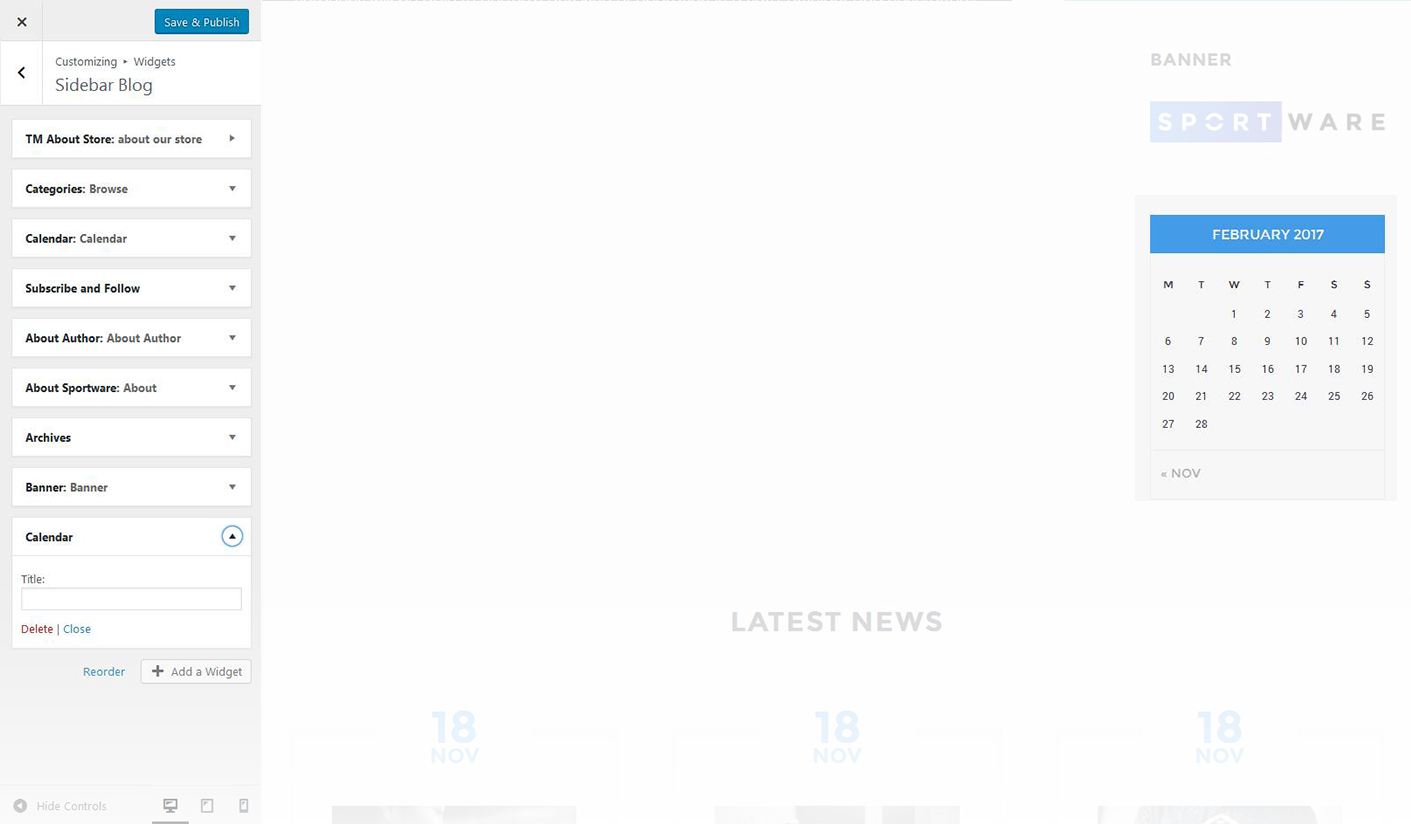 Save & Publish
Customizing ▸ Widgets
Sidebar Blog
TM About Store: about our store
Categories: Browse
Calendar: Calendar
Subscribe and Follow
About Author: About Author
About Sportware: About
Archives
Banner: Banner
Calendar
Title:
Delete | Close
Reorder
Add a Widget
Hide Controls
BANNER
SPORTWARE
FEBRUARY 2017
M T W T F S S
1 2 3 4 5
6 7 8 9 10 11 12
13 14 15 16 17 18 19
20 21 22 23 24 25 26
27 28
« NOV
LATEST NEWS
18 18 18
NOV NOV NOV